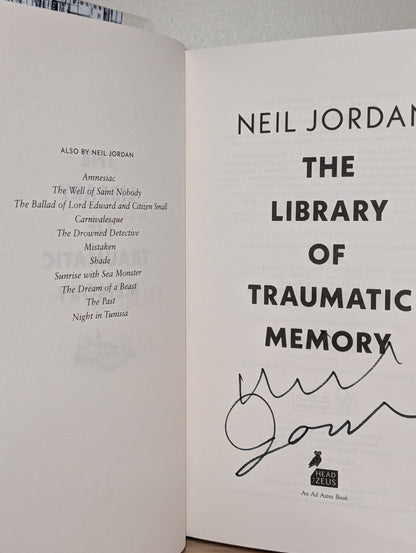 ALSO BY NEIL JORDAN
Amnesiac
The Well of Saint Nobody
The Ballad of Lord Edward and Citizen Small
Carnivalesque
The Drowned Detective
Mistaken
Shade
Sunrise with Sea Monster
The Dream of a Beast
The Past
Night in Tunisia
NEIL JORDAN
THE
LIBRARY
OF
TRAUMATIC
MEMORY
HEAD
of ZEUS
An Ad Astra Book